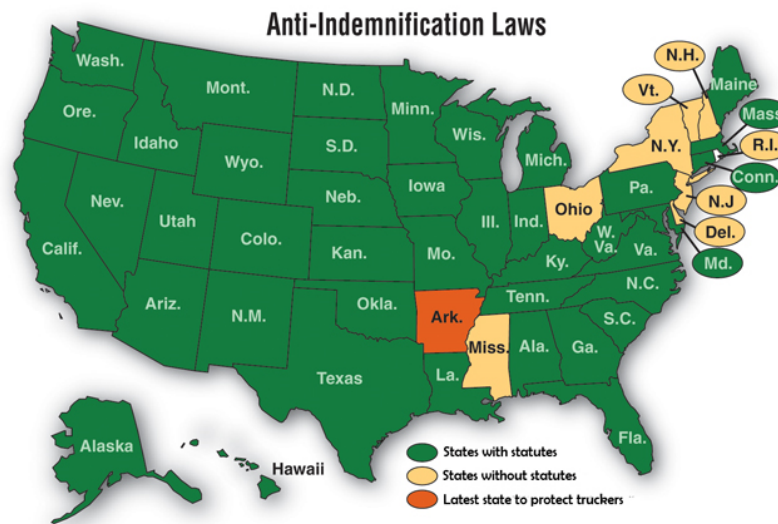 Anti-Indemnification Laws
N.H.
Wash.
Mont.
N.D.
Minn.
Vt.
Maine
Ore.
Idaho
Wyo.
S.D.
Wis.
Mich.
N.Y.
Mass
R.I.
Conn.
Nev.
Utah
Colo.
Neb.
Iowa
Ill.
Ind.
Ohio
Pa.
N.J
Del.
Md.
Calif.
Kan.
Mo.
Ky.
W.
Va.
Va.
Ariz.
N.M.
Okla.
Ark.
Tenn.
N.C.
S.C.
Texas
La.
Miss.
Ala.
Ga.
Fla.
Alaska
Hawaii
States with statutes
States without statutes
Latest state to protect truckers